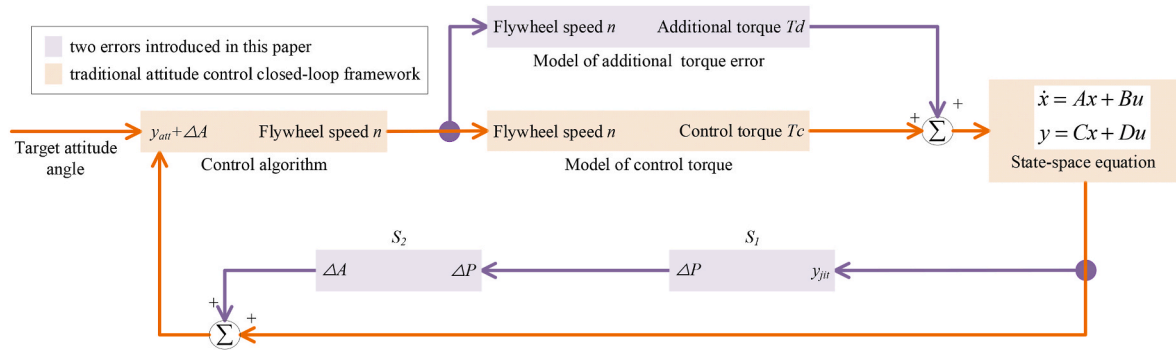 two errors introduced in this paper
traditional attitude control closed-loop framework
Flywheel speed n Additional torque Td
Model of additional torque error
Target attitude
angle
y_att+ΔA Flywheel speed n
Control algorithm
Flywheel speed n Control torque Tc
Model of control torque
+
+
Σ
ẋ = Ax + Bu
y = Cx + Du
State-space equation
S_2
ΔA ΔP
S_1
ΔP y_jit
+
+
Σ